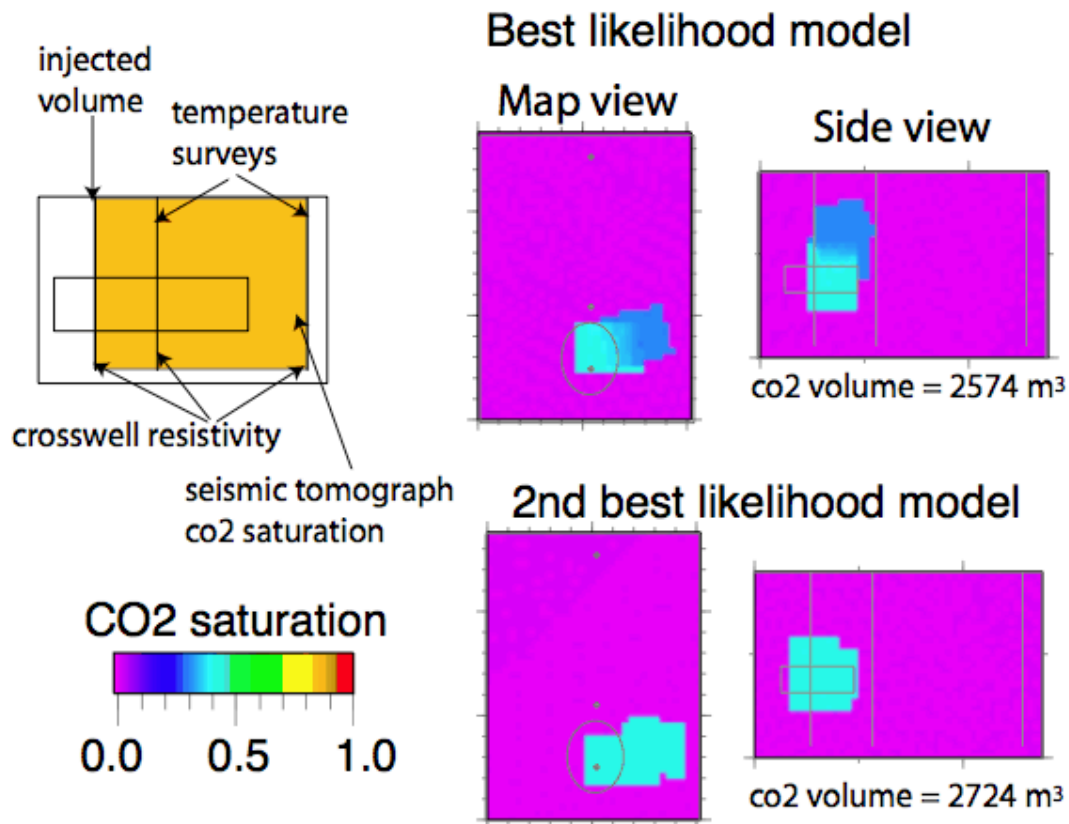 Best likelihood model
injected
volume
temperature
surveys
Map view
Side view
crosswell resistivity
seismic tomograph
co2 saturation
co2 volume = 2574 m³
2nd best likelihood model
CO2 saturation
0.0 0.5 1.0
co2 volume = 2724 m³